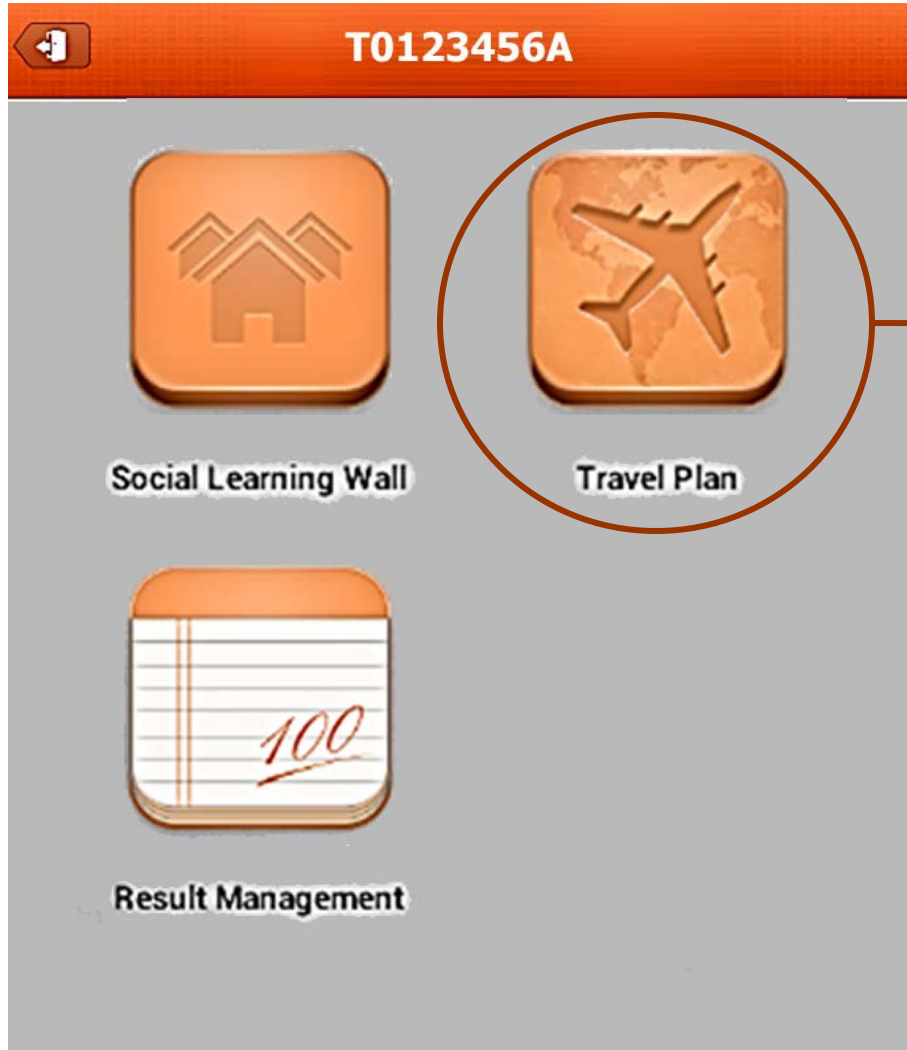 T0123456A
Social Learning Wall
Travel Plan
100
Result Management